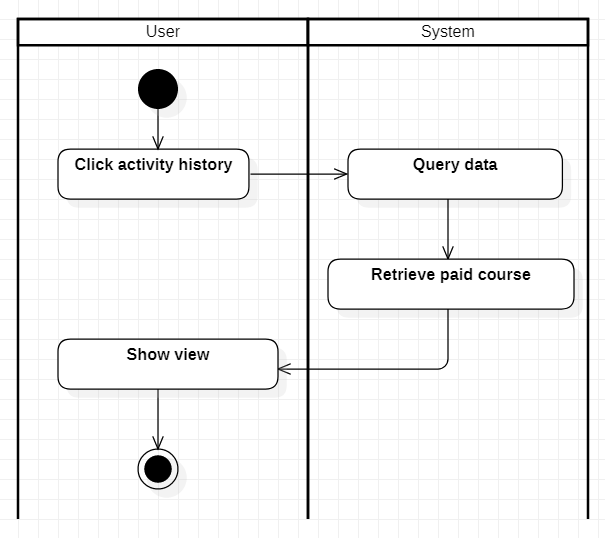 User
System
Click activity history
Query data
Retrieve paid course
Show view